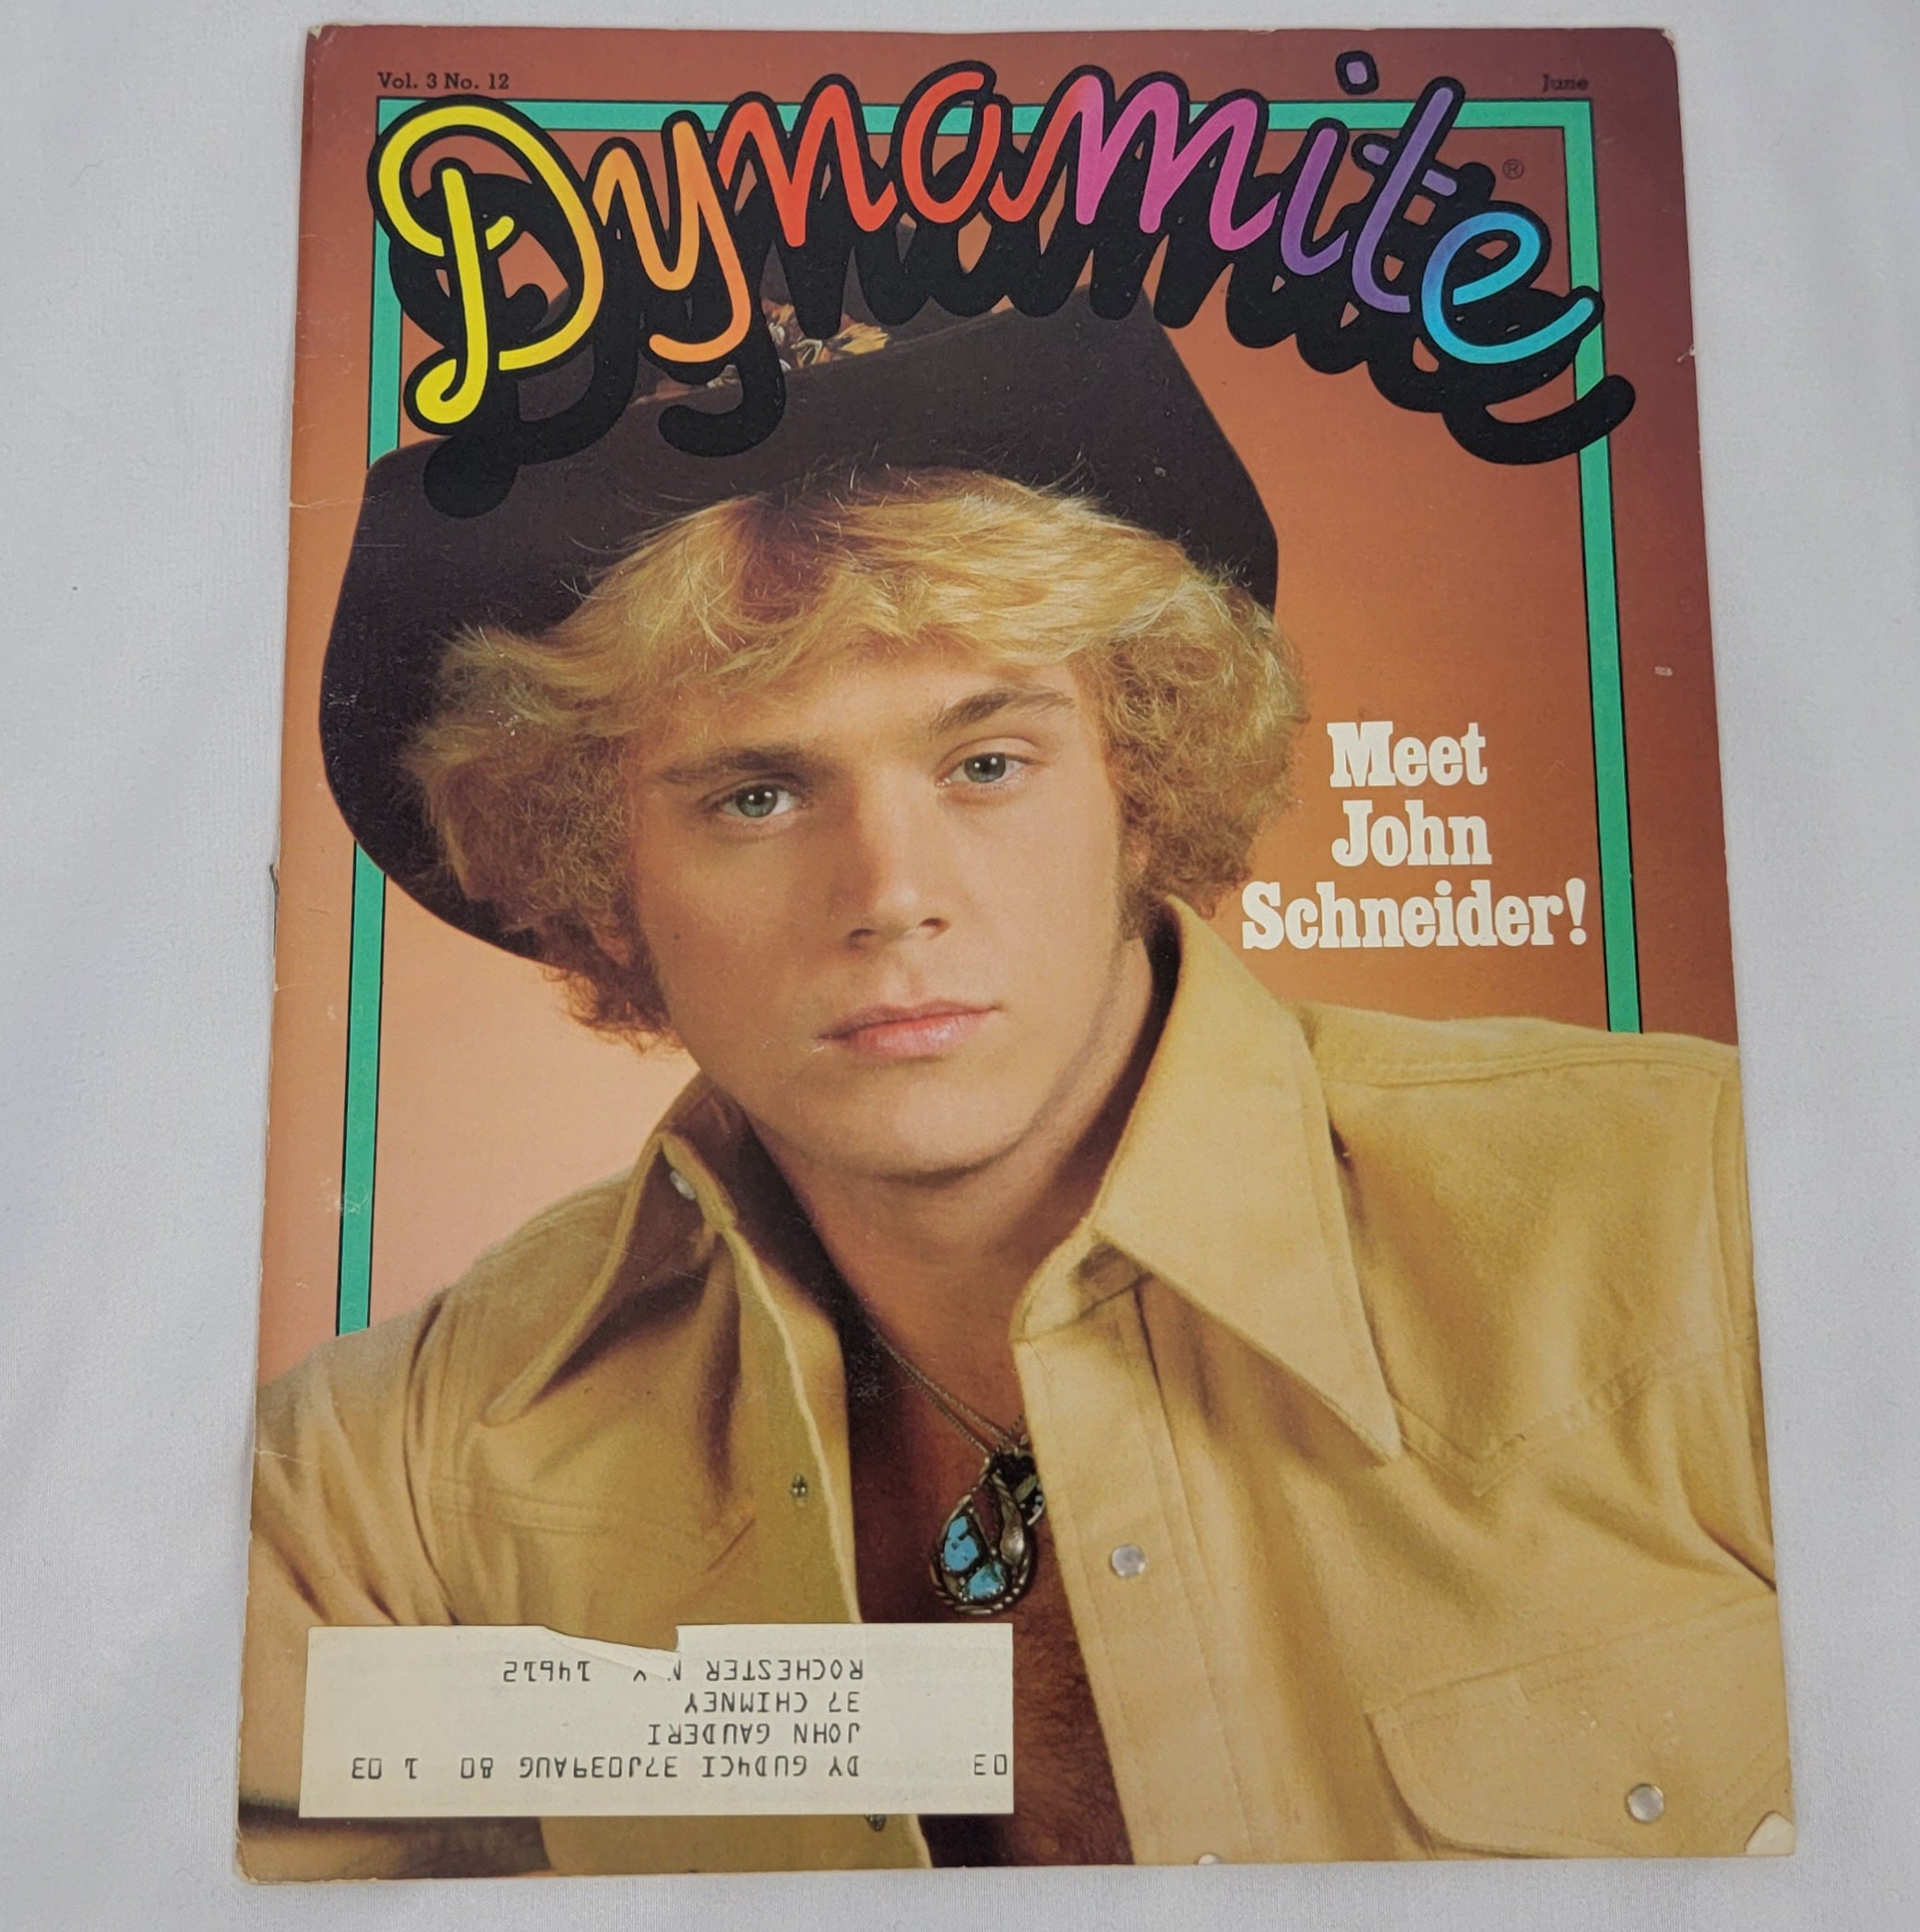 Vol. 3 No. 12
June
Dynamite
®
Meet
John
Schneider!
03 DY GUD4CI 37J039AUG 80 1 03
JOHN GAUDERI
37 CHIMNEY
ROCHESTER N Y 14612